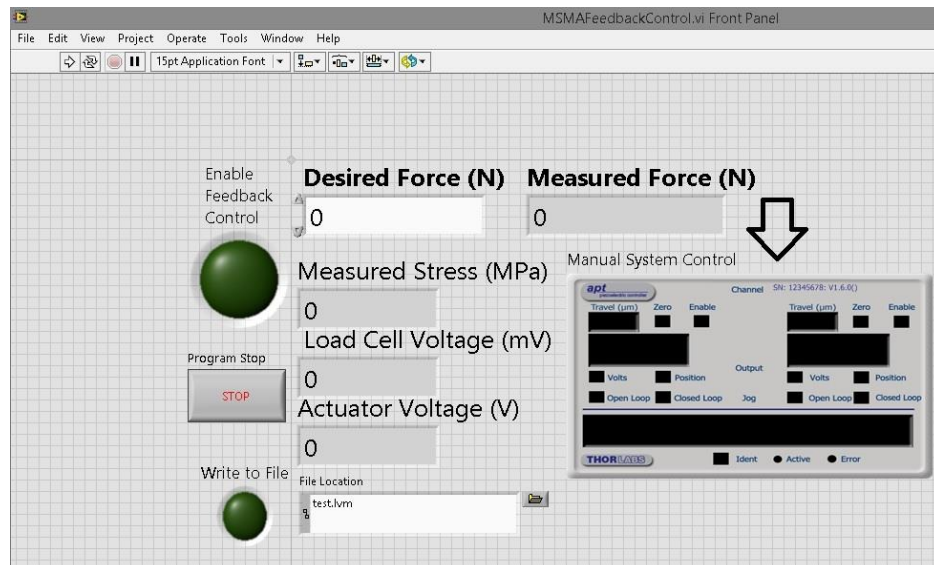 MSMAFeedbackControl.vi Front Panel
File Edit View Project Operate Tools Window Help
15pt Application Font
Enable
Feedback
Control
Desired Force (N)
0
Measured Force (N)
0
Measured Stress (MPa)
0
Load Cell Voltage (mV)
0
Actuator Voltage (V)
0
Program Stop
STOP
Write to File
File Location
test.lvm
Manual System Control
apt
Channel SN: 12345678: V1.6.0()
Travel (µm) Zero Enable Travel (µm) Zero Enable
Output
Volts Position Volts Position
Open Loop Closed Loop Jog Open Loop Closed Loop
THORLABS Ident Active Error